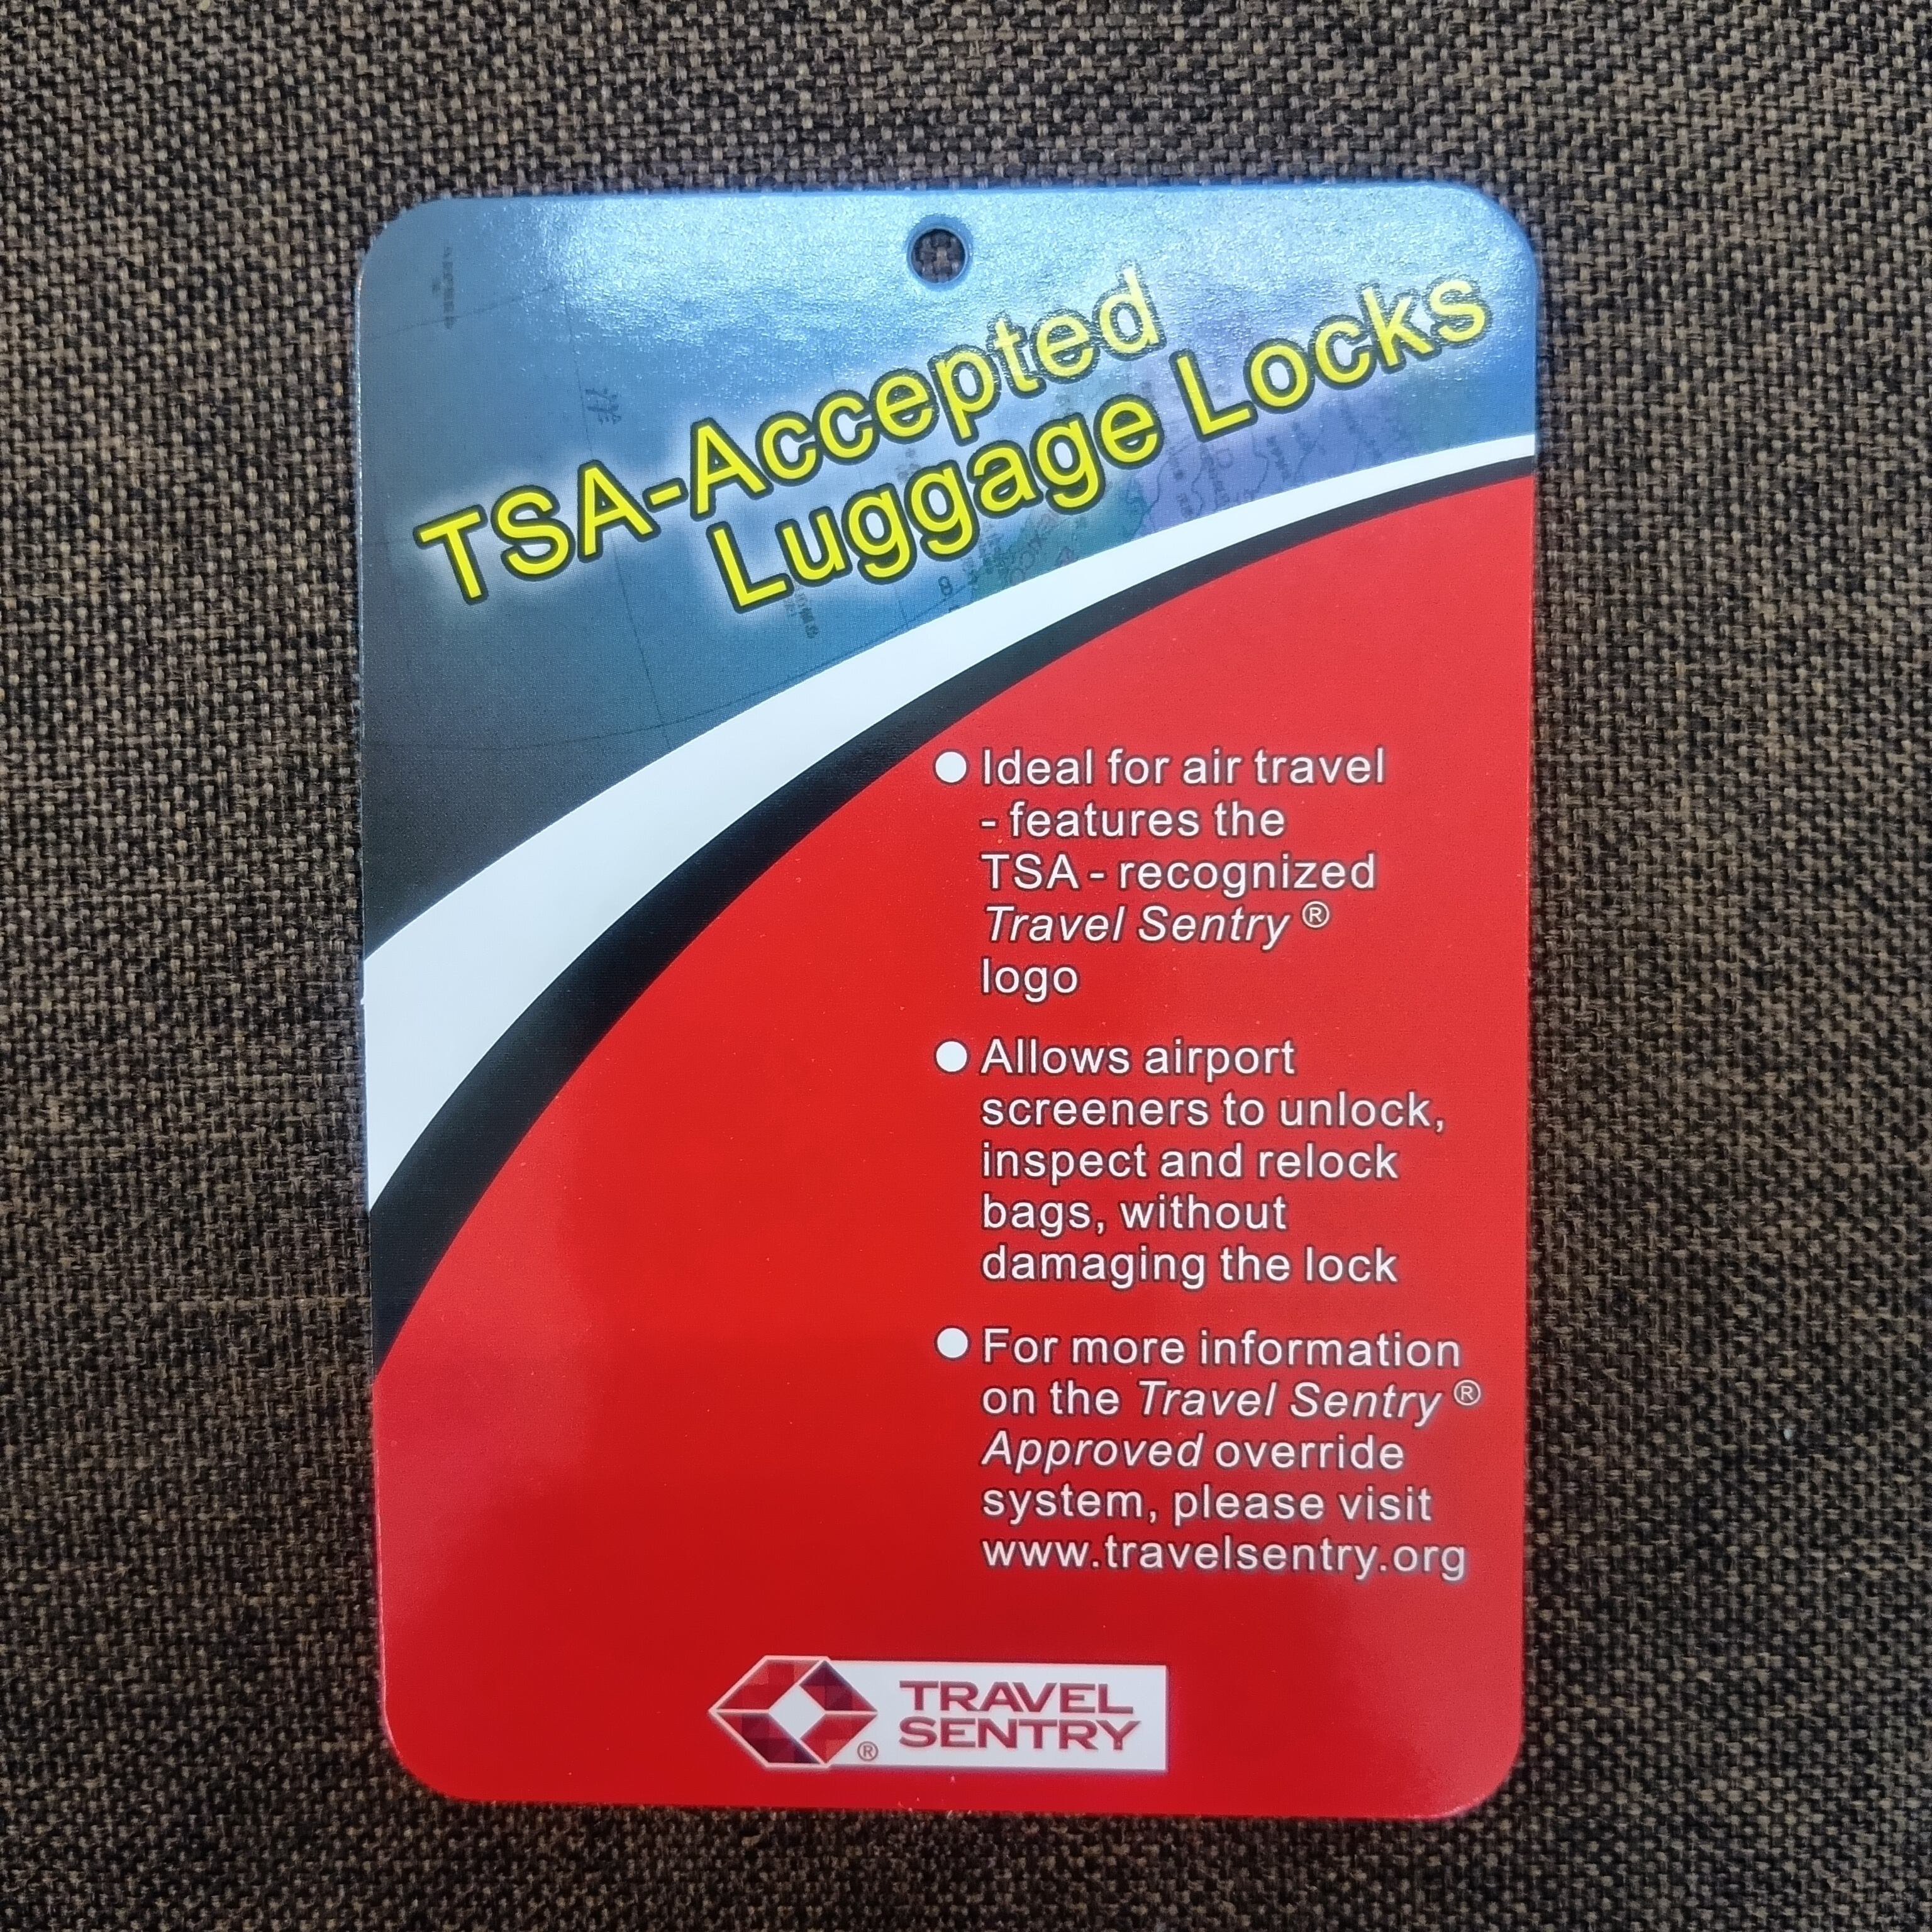 TSA-Accepted
Luggage Locks
● Ideal for air travel
- features the
TSA - recognized
Travel Sentry ®
logo
● Allows airport
screeners to unlock,
inspect and relock
bags, without
damaging the lock
● For more information
on the Travel Sentry ®
Approved override
system, please visit
www.travelsentry.org
TRAVEL
SENTRY
®